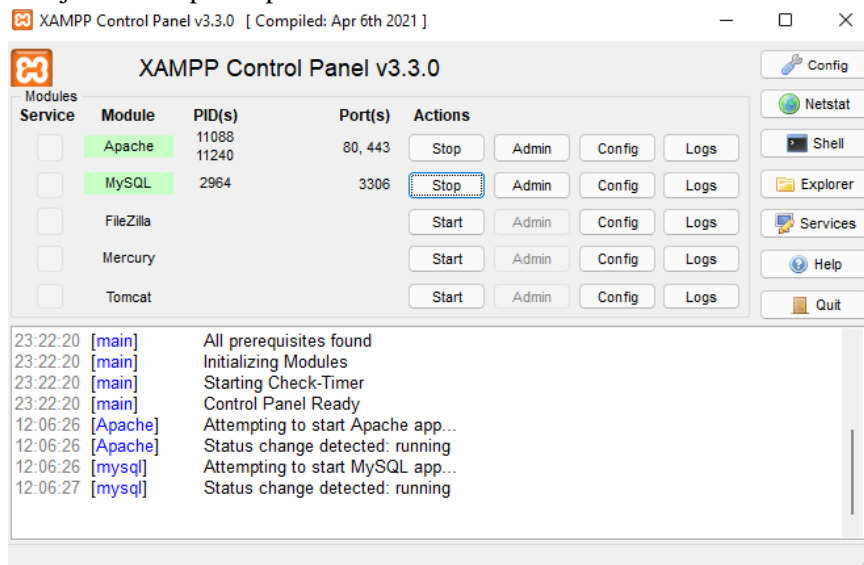 XAMPP Control Panel v3.3.0 [ Compiled: Apr 6th 2021 ]
XAMPP Control Panel v3.3.0
Config
Modules
Service Module PID(s) Port(s) Actions
Netstat
Apache 11088 11240 80, 443 Stop Admin Config Logs
Shell
MySQL 2964 3306 Stop Admin Config Logs
Explorer
FileZilla Start Admin Config Logs
Services
Mercury Start Admin Config Logs
Help
Tomcat Start Admin Config Logs
Quit
23:22:20 [main] All prerequisites found
23:22:20 [main] Initializing Modules
23:22:20 [main] Starting Check-Timer
23:22:20 [main] Control Panel Ready
12:06:26 [Apache] Attempting to start Apache app...
12:06:26 [Apache] Status change detected: running
12:06:26 [mysql] Attempting to start MySQL app...
12:06:27 [mysql] Status change detected: running